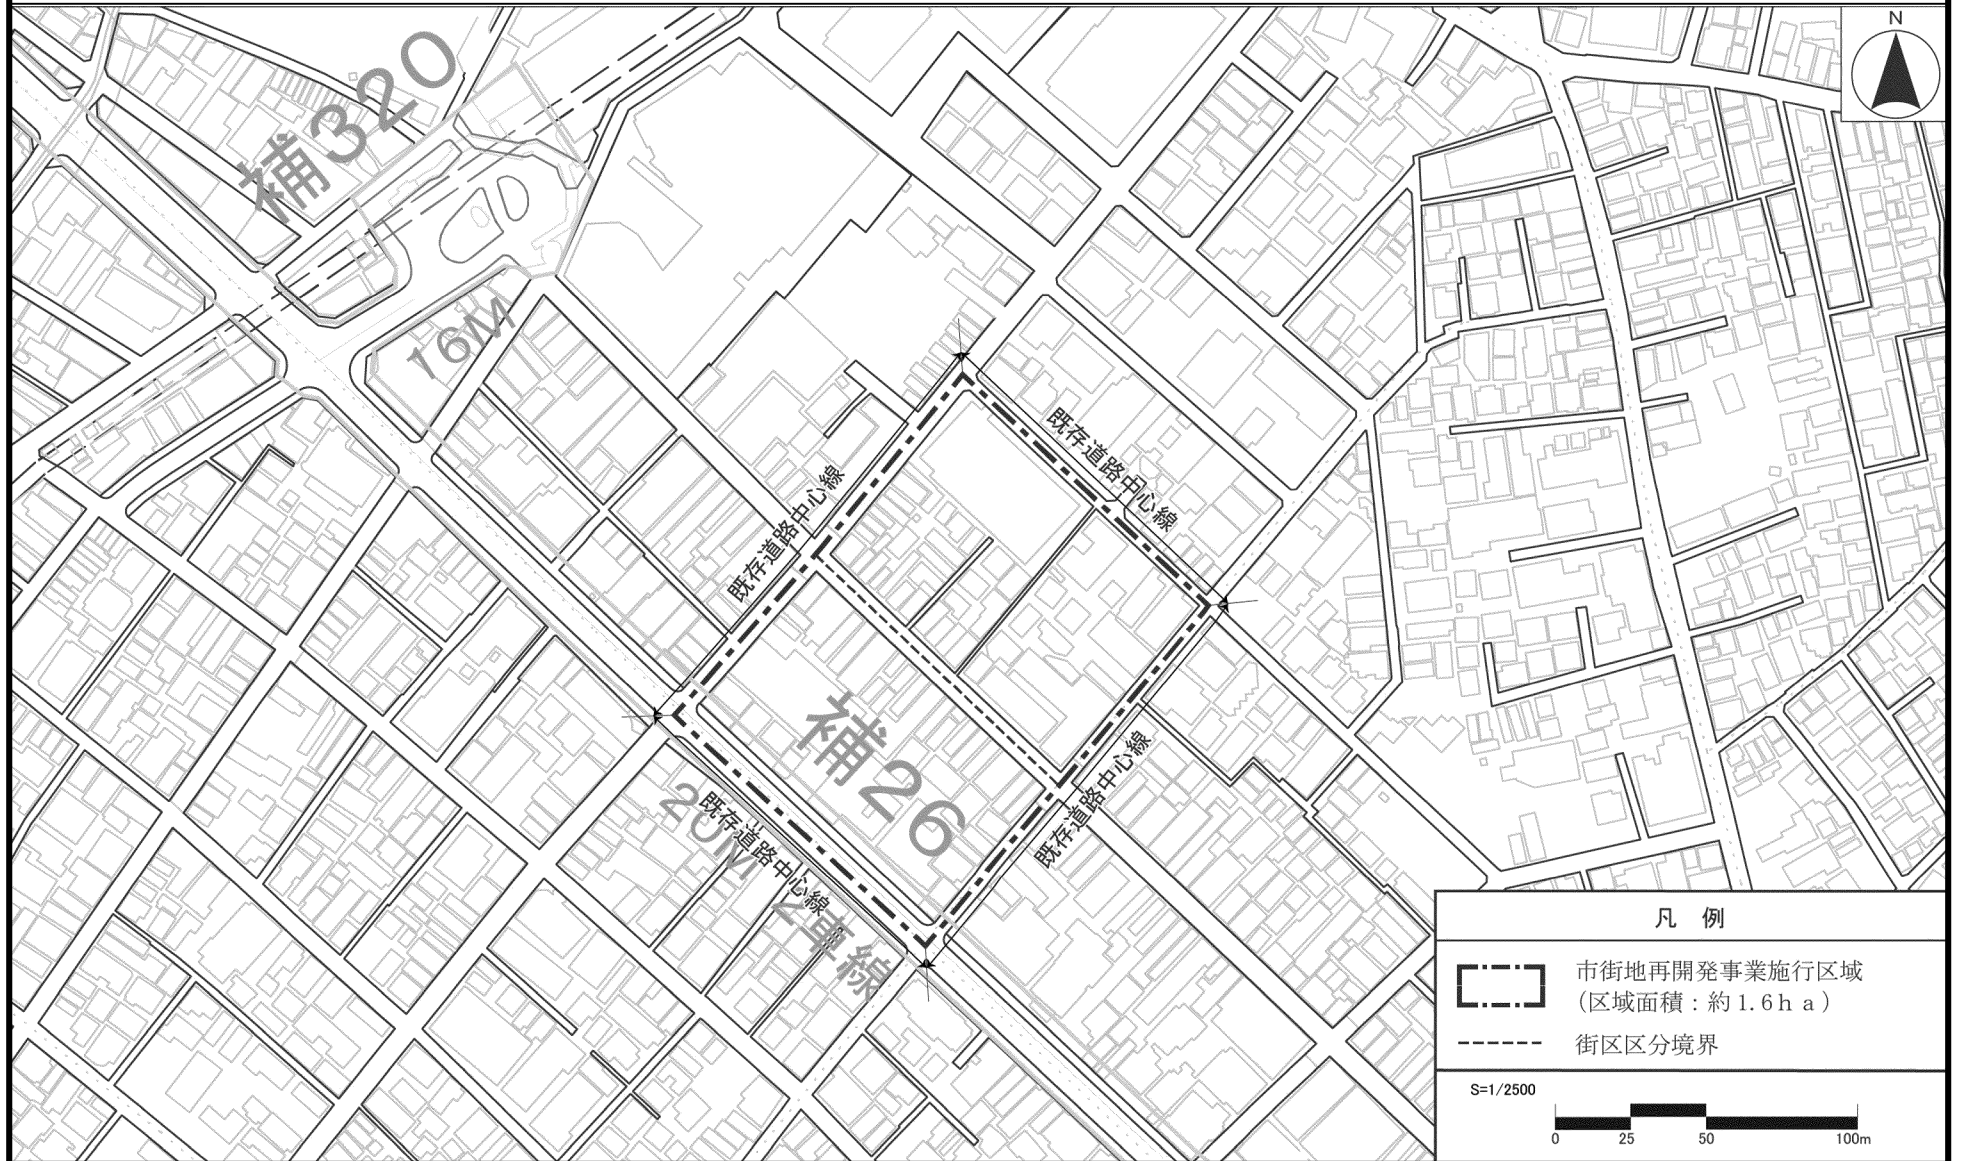 N
補320
16M
既存道路中心線
既存道路中心線
補26
既存道路中心線
20M
既存道路中心線
2車線
凡 例
市街地再開発事業施行区域
(区域面積：約1.6ha)
街区区分境界
S=1/2500
0 25 50 100m